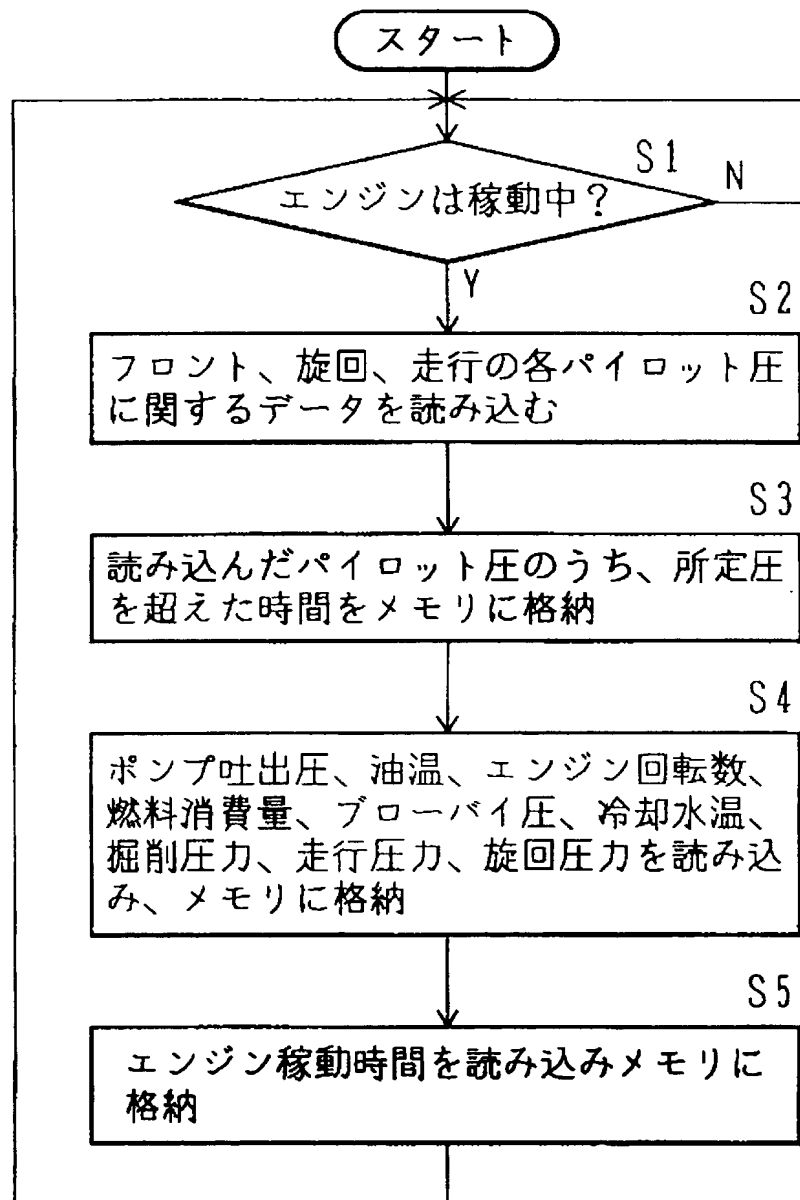 スタート
S1
N
エンジンは稼動中？
Y
S2
フロント、旋回、走行の各パイロット圧
に関するデータを読み込む
S3
読み込んだパイロット圧のうち、所定圧
を超えた時間をメモリに格納
S4
ポンプ吐出圧、油温、エンジン回転数、
燃料消費量、ブローバイ圧、冷却水温、
掘削圧力、走行圧力、旋回圧力を読み込
み、メモリに格納
S5
エンジン稼動時間を読み込みメモリに
格納